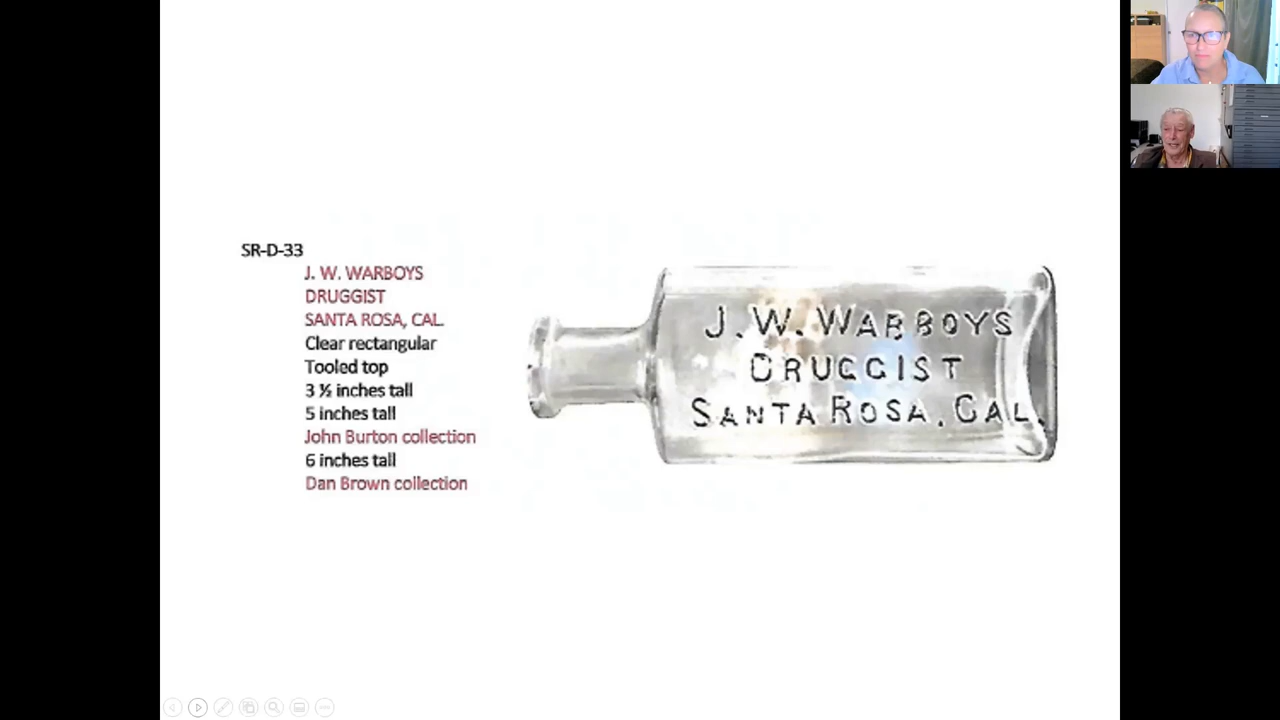 SR-D-33
J. W. WARBOYS
DRUGGIST
SANTA ROSA, CAL.
Clear rectangular
Tooled top
3 ½ inches tall
5 inches tall
John Burton collection
6 inches tall
Dan Brown collection
J. W. WARBOYS
DRUGGIST
SANTA ROSA, CAL.